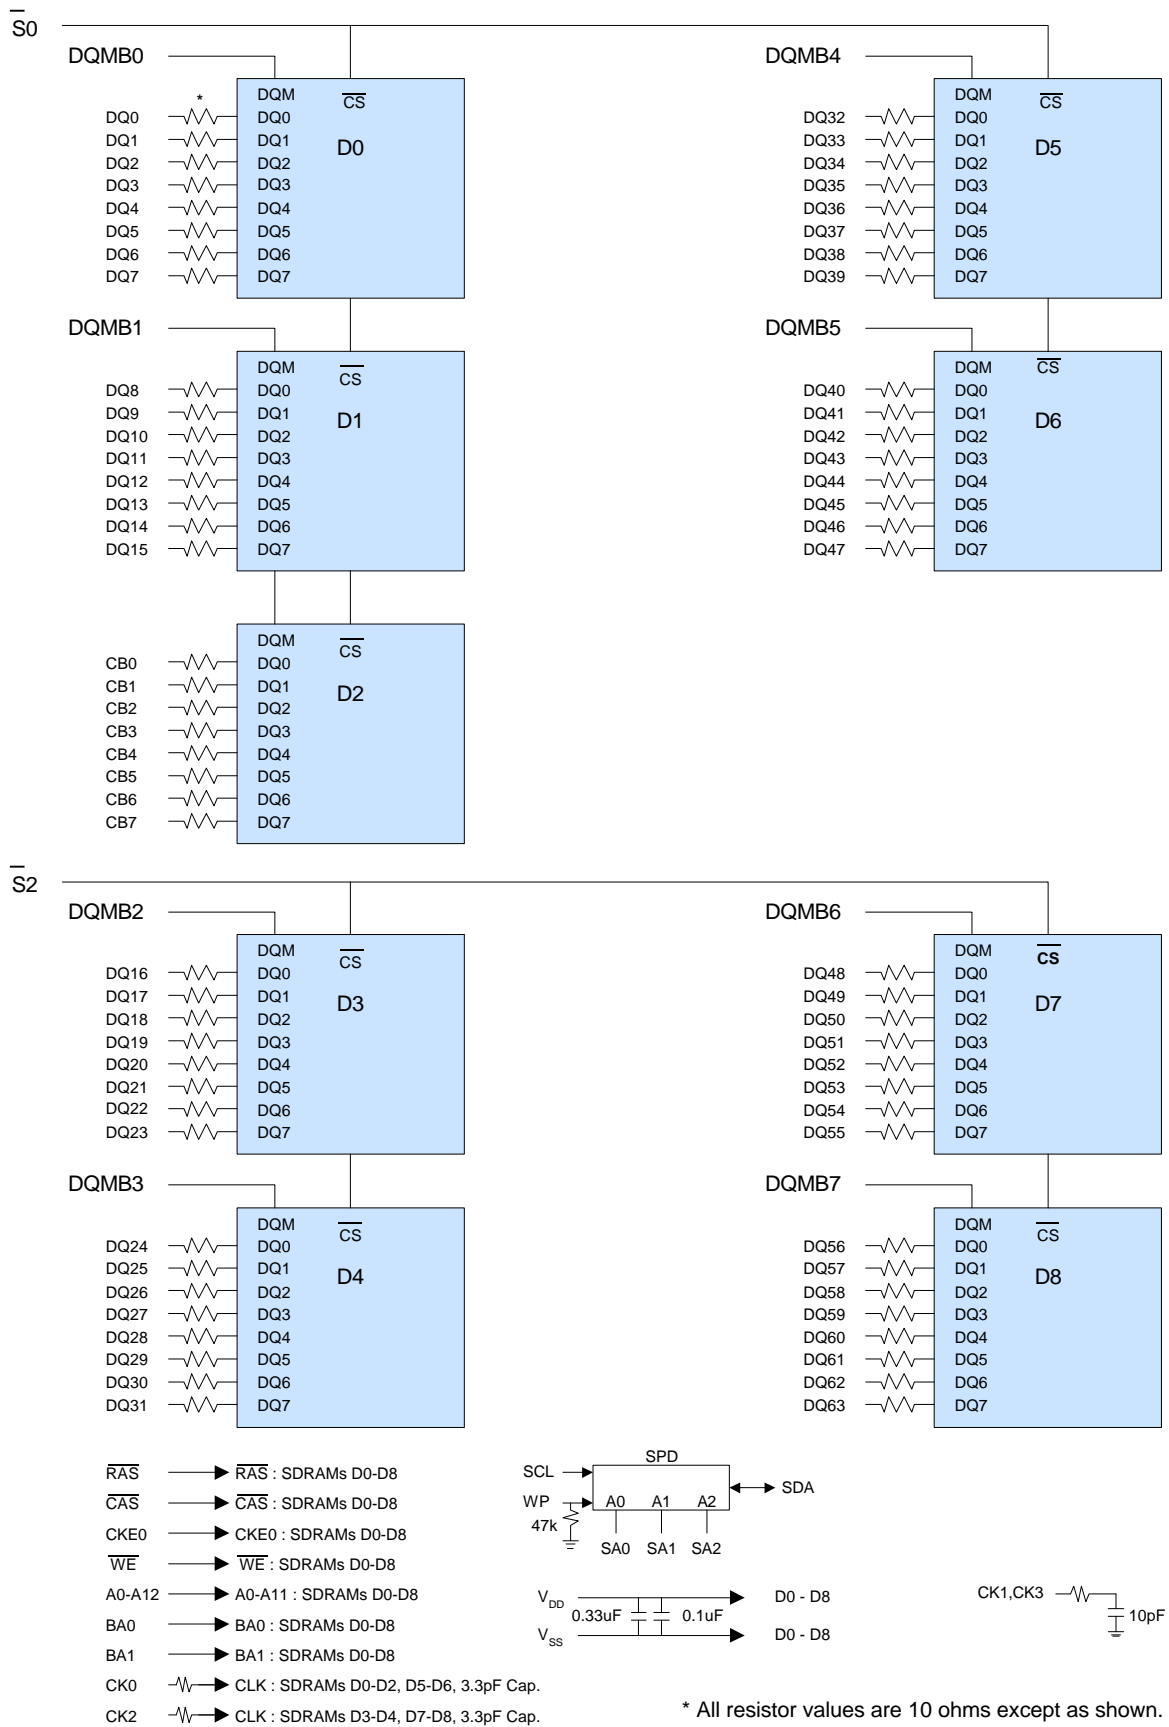 S0
DQMB0
*
DQM CS
DQ0 DQ0
DQ1 DQ1
D0
DQ2 DQ2
DQ3 DQ3
DQ4 DQ4
DQ5 DQ5
DQ6 DQ6
DQ7 DQ7
DQMB4
DQM CS
DQ32 DQ0
DQ33 DQ1
D5
DQ34 DQ2
DQ35 DQ3
DQ36 DQ4
DQ37 DQ5
DQ38 DQ6
DQ39 DQ7
DQMB1
DQM CS
DQ8 DQ0
DQ9 DQ1
D1
DQ10 DQ2
DQ11 DQ3
DQ12 DQ4
DQ13 DQ5
DQ14 DQ6
DQ15 DQ7
DQMB5
DQM CS
DQ40 DQ0
DQ41 DQ1
D6
DQ42 DQ2
DQ43 DQ3
DQ44 DQ4
DQ45 DQ5
DQ46 DQ6
DQ47 DQ7
DQM CS
CB0 DQ0
CB1 DQ1
D2
CB2 DQ2
CB3 DQ3
CB4 DQ4
CB5 DQ5
CB6 DQ6
CB7 DQ7
S2
DQMB2
DQM CS
DQ16 DQ0
DQ17 DQ1
D3
DQ18 DQ2
DQ19 DQ3
DQ20 DQ4
DQ21 DQ5
DQ22 DQ6
DQ23 DQ7
DQMB6
DQM CS
DQ48 DQ0
DQ49 DQ1
D7
DQ50 DQ2
DQ51 DQ3
DQ52 DQ4
DQ53 DQ5
DQ54 DQ6
DQ55 DQ7
DQMB3
DQM CS
DQ24 DQ0
DQ25 DQ1
D4
DQ26 DQ2
DQ27 DQ3
DQ28 DQ4
DQ29 DQ5
DQ30 DQ6
DQ31 DQ7
DQMB7
DQM CS
DQ56 DQ0
DQ57 DQ1
D8
DQ58 DQ2
DQ59 DQ3
DQ60 DQ4
DQ61 DQ5
DQ62 DQ6
DQ63 DQ7
RAS RAS : SDRAMs D0-D8
CAS CAS : SDRAMs D0-D8
CKE0 CKE0 : SDRAMs D0-D8
WE WE : SDRAMs D0-D8
A0-A12 A0-A11 : SDRAMs D0-D8
BA0 BA0 : SDRAMs D0-D8
BA1 BA1 : SDRAMs D0-D8
CK0 CLK : SDRAMs D0-D2, D5-D6, 3.3pF Cap.
CK2 CLK : SDRAMs D3-D4, D7-D8, 3.3pF Cap.
SPD
SCL SDA
WP A0 A1 A2
47k
SA0 SA1 SA2
VDD D0 - D8
0.33uF 0.1uF
VSS D0 - D8
CK1,CK3
10pF
* All resistor values are 10 ohms except as shown.